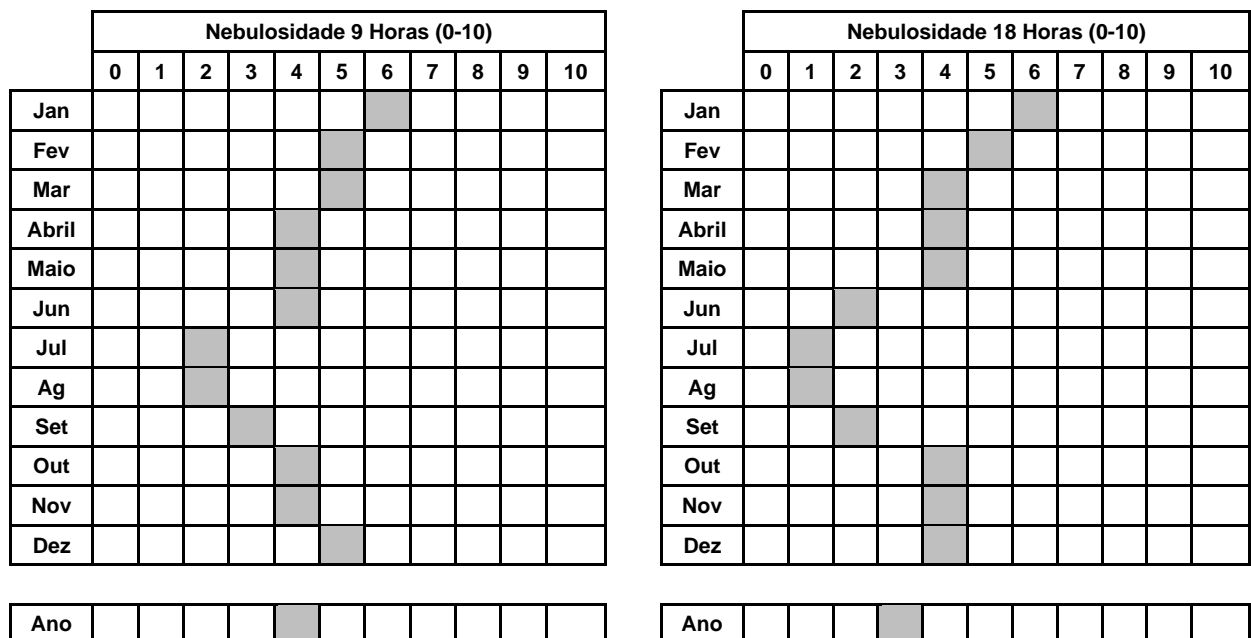 Nebulosidade 9 Horas (0-10)
0 1 2 3 4 5 6 7 8 9 10
Jan
Fev
Mar
Abril
Maio
Jun
Jul
Ag
Set
Out
Nov
Dez
Ano
Nebulosidade 18 Horas (0-10)
0 1 2 3 4 5 6 7 8 9 10
Jan
Fev
Mar
Abril
Maio
Jun
Jul
Ag
Set
Out
Nov
Dez
Ano